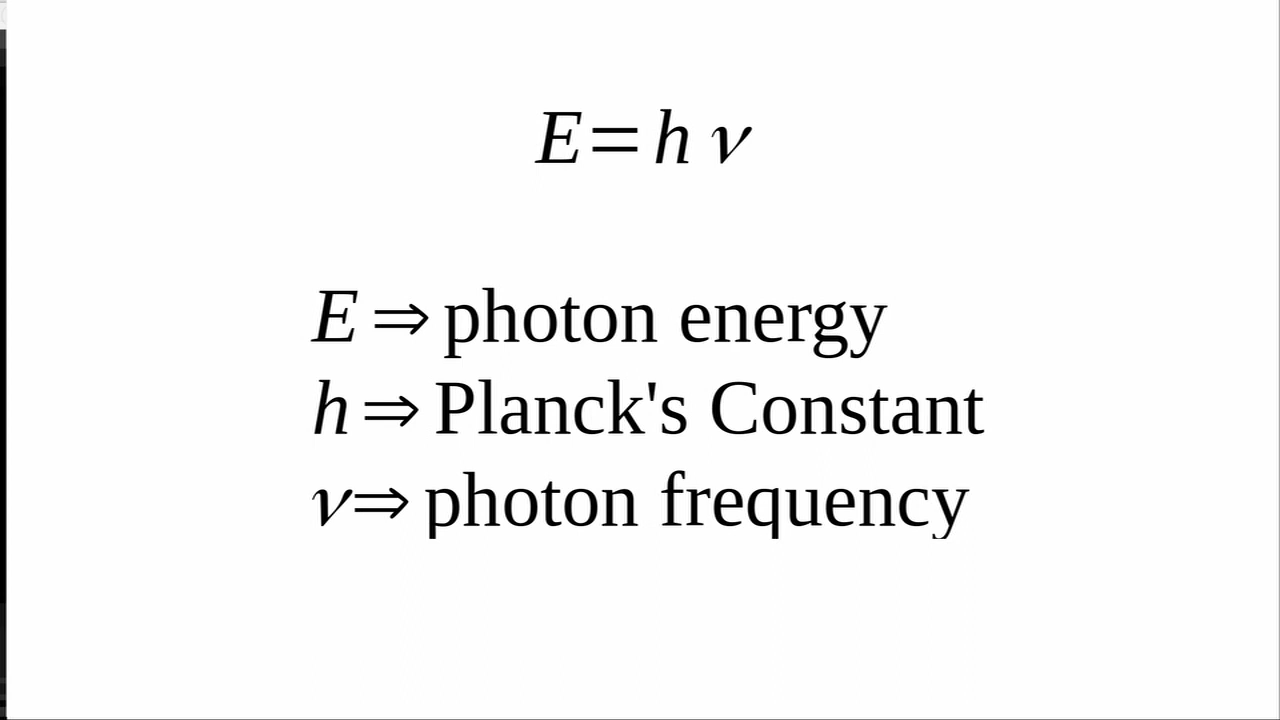 E = h ν
E ⇒ photon energy
h ⇒ Planck's Constant
ν ⇒ photon frequency